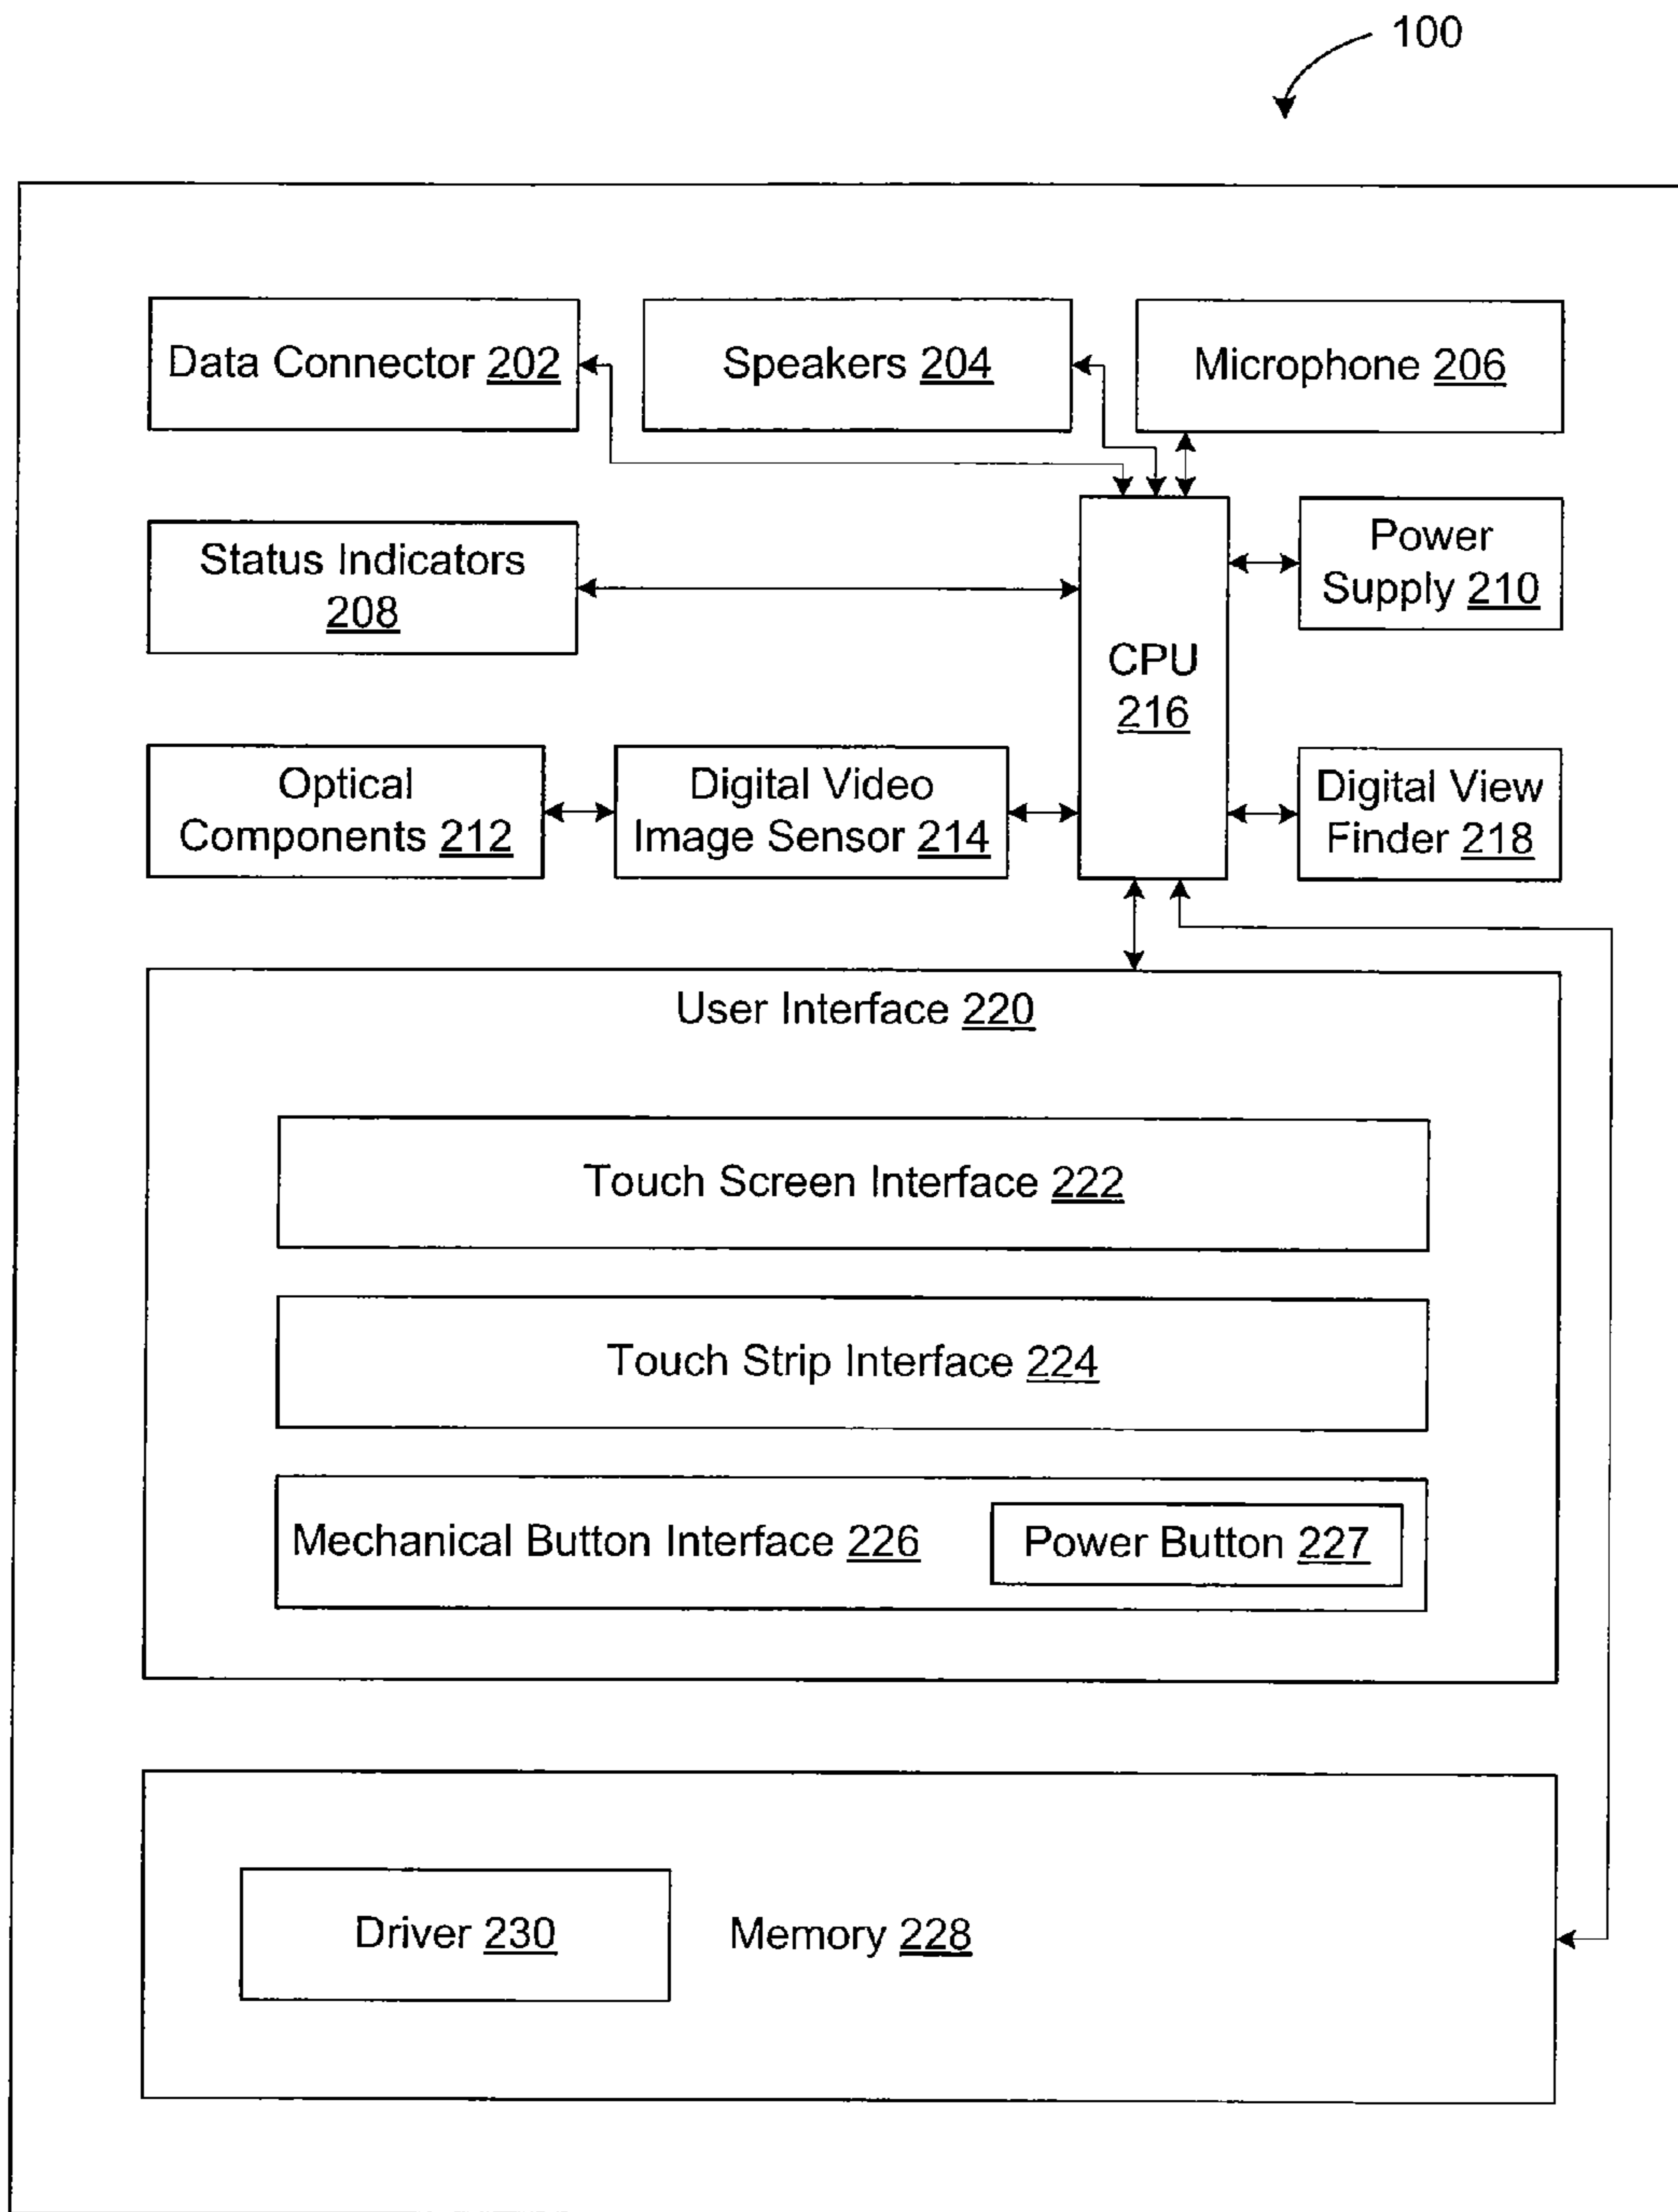 100
Data Connector 202
Speakers 204
Microphone 206
Status Indicators
208
Power
Supply 210
CPU
216
Optical
Components 212
Digital Video
Image Sensor 214
Digital View
Finder 218
User Interface 220
Touch Screen Interface 222
Touch Strip Interface 224
Mechanical Button Interface 226
Power Button 227
Driver 230
Memory 228